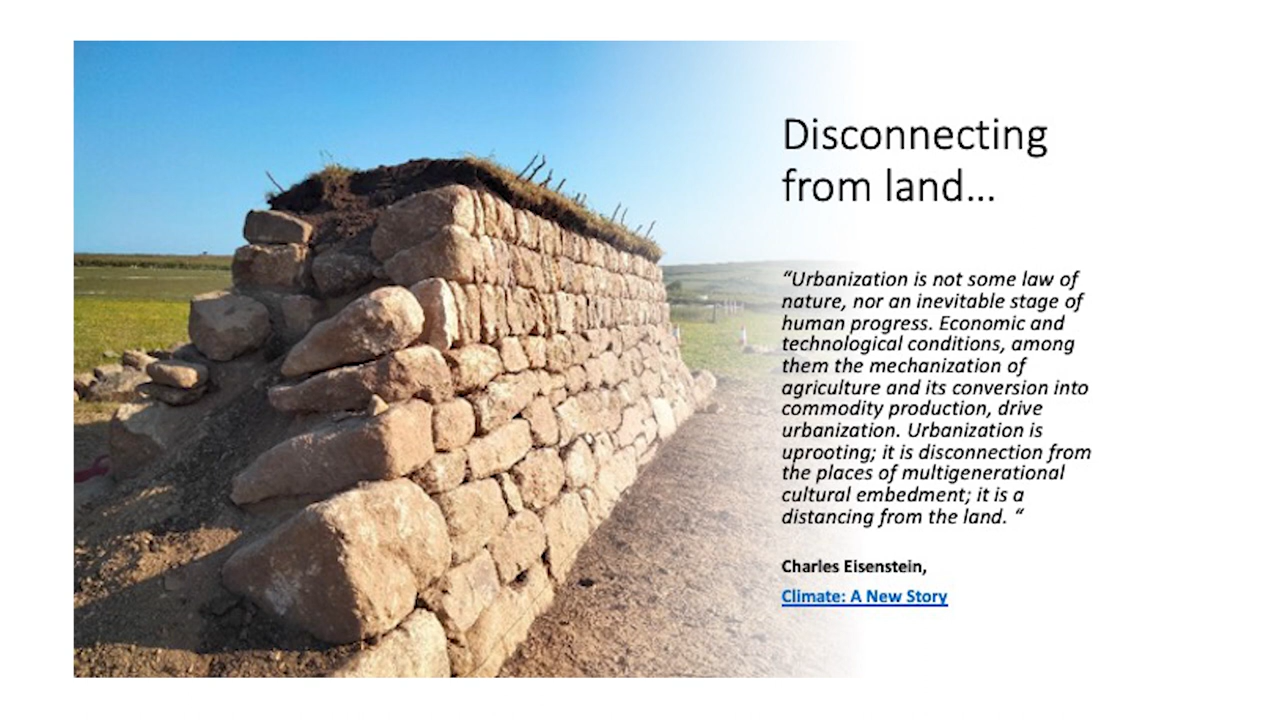 Disconnecting
from land...
“Urbanization is not some law of
nature, nor an inevitable stage of
human progress. Economic and
technological conditions, among
them the mechanization of
agriculture and its conversion into
commodity production, drive
urbanization. Urbanization is
uprooting; it is disconnection from
the places of multigenerational
cultural embedment; it is a
distancing from the land. “
Charles Eisenstein,
Climate: A New Story